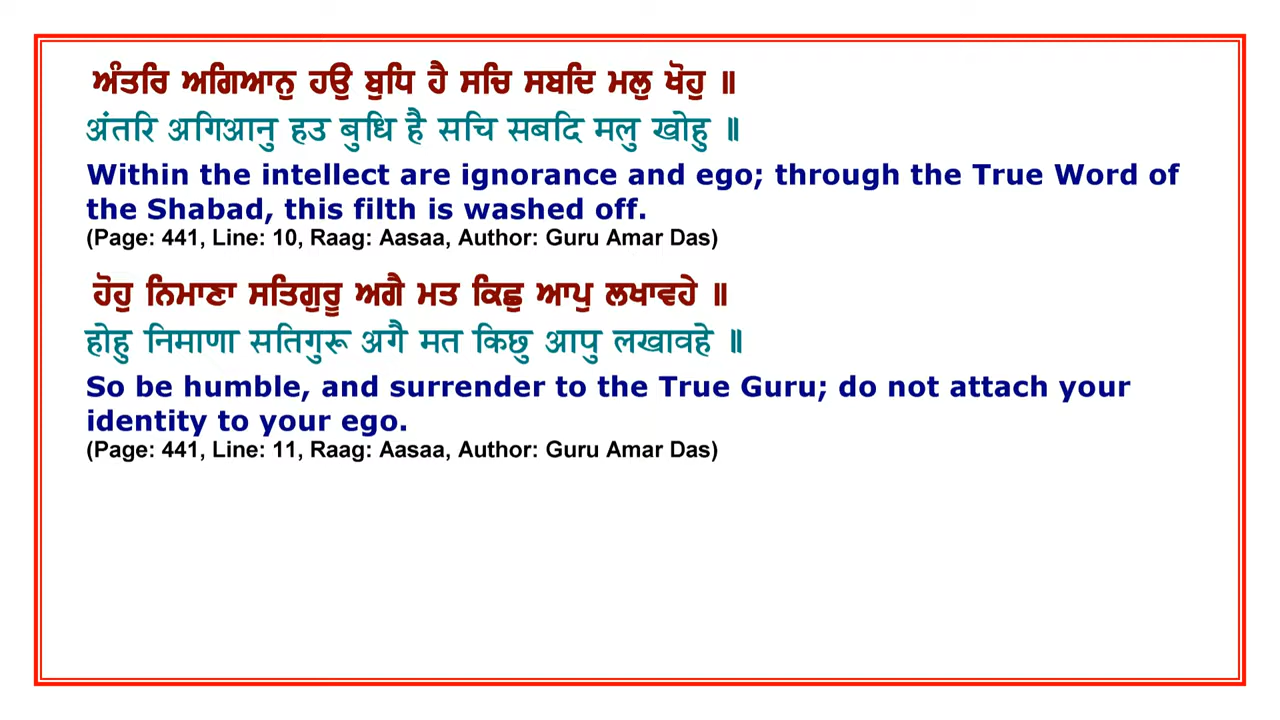 ਅੰਤਰਿ ਅਗਿਆਨੁ ਹਉ ਬੁਧਿ ਹੈ ਸਚਿ ਸਬਦਿ ਮਲੁ ਖੋਹੁ ॥
अंतरि अगिआनु हउ बुधि है सचि सबदि मलु खोहु ॥
Within the intellect are ignorance and ego; through the True Word of
the Shabad, this filth is washed off.
(Page: 441, Line: 10, Raag: Aasaa, Author: Guru Amar Das)
ਹੋਹੁ ਨਿਮਾਣਾ ਸਤਿਗੁਰੂ ਅਗੈ ਮਤ ਕਿਛੁ ਆਪੁ ਲਖਾਵਹੇ ॥
होहु निमाणा सतिगुरू अगै मत किछु आपु लखावहे ॥
So be humble, and surrender to the True Guru; do not attach your
identity to your ego.
(Page: 441, Line: 11, Raag: Aasaa, Author: Guru Amar Das)